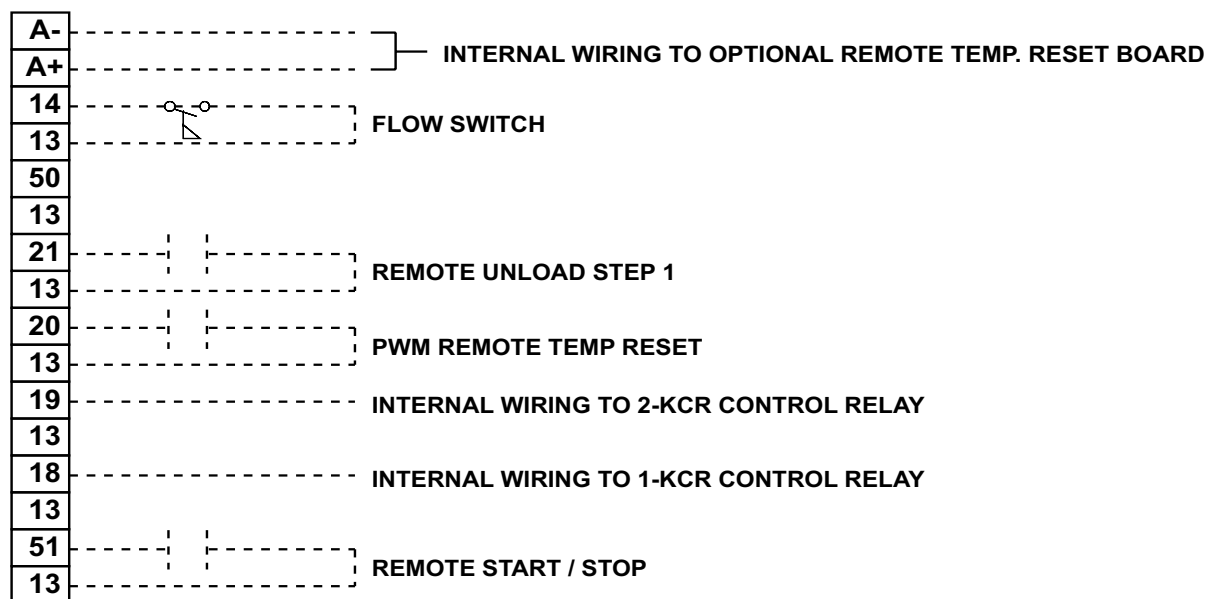 A-
INTERNAL WIRING TO OPTIONAL REMOTE TEMP. RESET BOARD
A+
14
FLOW SWITCH
13
50
13
21
REMOTE UNLOAD STEP 1
13
20
PWM REMOTE TEMP RESET
13
19 INTERNAL WIRING TO 2-KCR CONTROL RELAY
13
18 INTERNAL WIRING TO 1-KCR CONTROL RELAY
13
51
REMOTE START / STOP
13